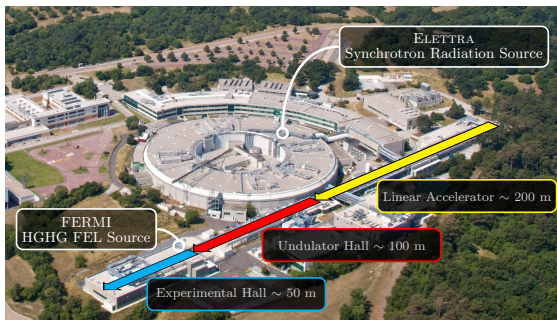 ELETTRA
Synchrotron Radiation Source
Linear Accelerator ~ 200 m
FERMI
HGHG FEL Source
Undulator Hall ~ 100 m
Experimental Hall ~ 50 m